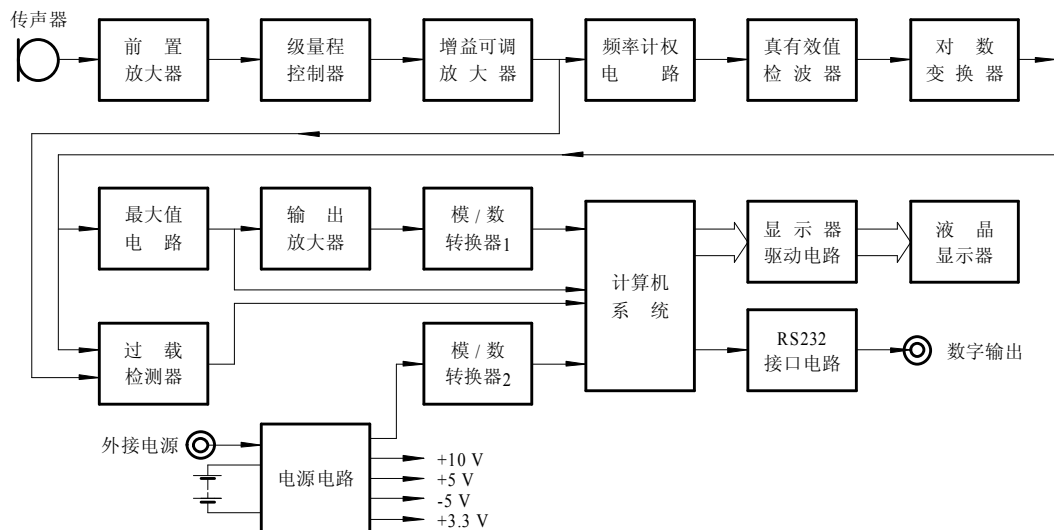 传声器
前 置
放大器
级量程
控制器
增益可调
放 大 器
频率计权
电 路
真有效值
检 波 器
对 数
变 换 器
最大值
电 路
输 出
放大器
模 / 数
转换器1
计算机
系 统
显 示 器
驱动电路
液 晶
显示器
过 载
检测器
模 / 数
转换器2
RS232
接口电路
数字输出
外接电源
电源电路
+10 V
+5 V
-5 V
+3.3 V